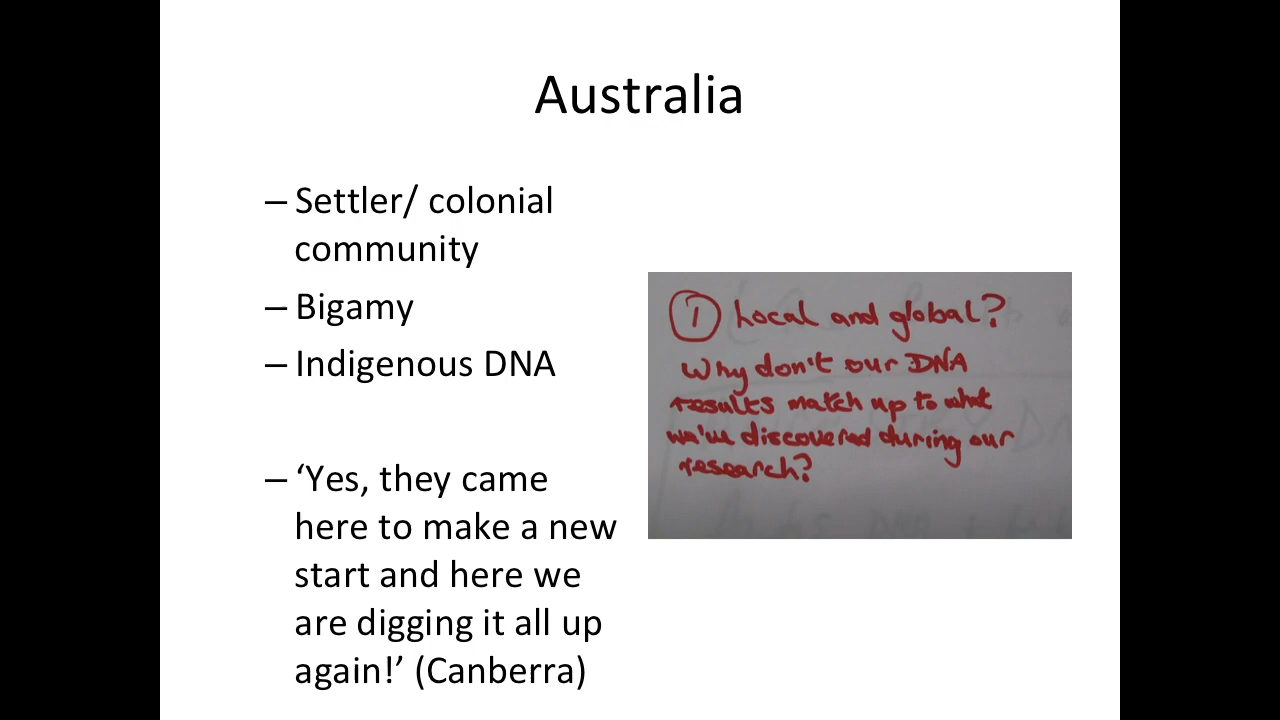 Australia
– Settler/ colonial
community
– Bigamy
– Indigenous DNA
– ‘Yes, they came
here to make a new
start and here we
are digging it all up
again!’ (Canberra)
1 Local and global?
Why don't our DNA
results match up to what
we've discovered during our
research?